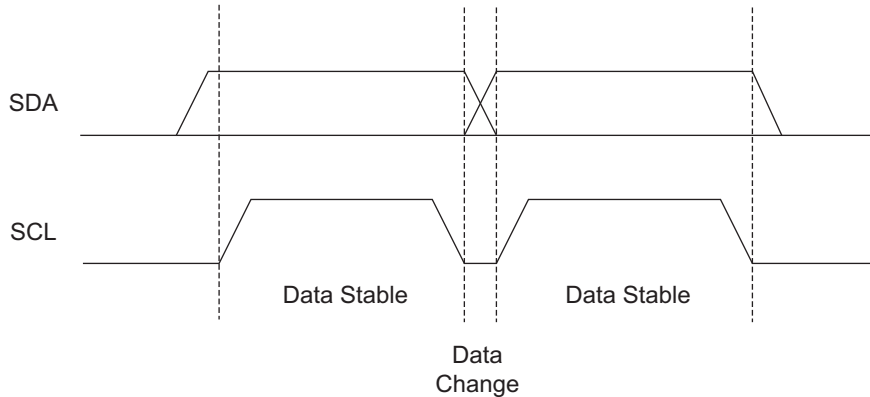 SDA
SCL
Data Stable
Data Stable
Data
Change